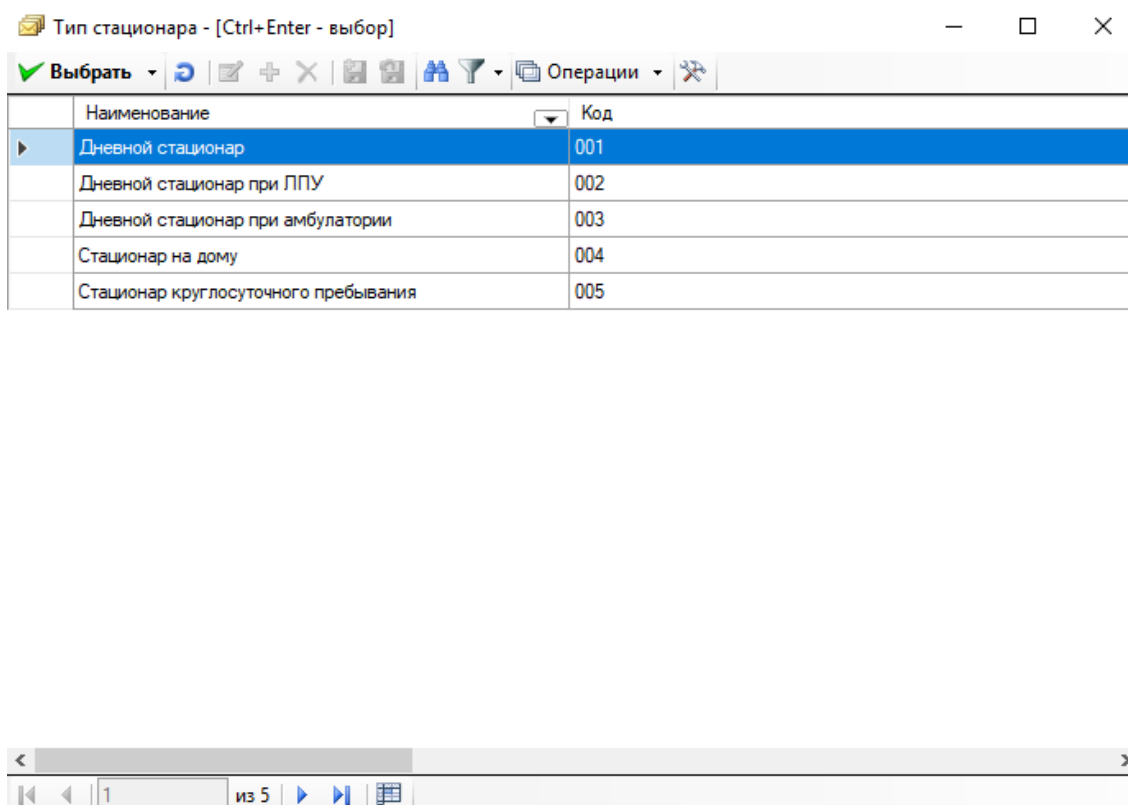 Тип стационара - [Ctrl+Enter - выбор]
Выбрать Операции
Наименование Код
Дневной стационар 001
Дневной стационар при ЛПУ 002
Дневной стационар при амбулатории 003
Стационар на дому 004
Стационар круглосуточного пребывания 005
1 из 5